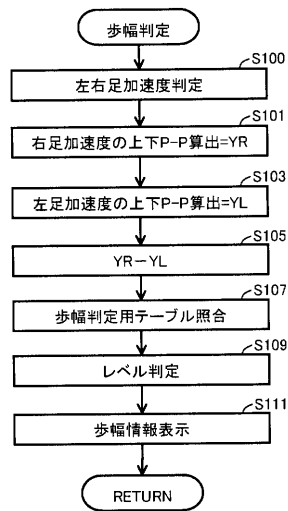 歩幅判定
S100
左右足加速度判定
S101
右足加速度の上下P-P算出=YR
S103
左足加速度の上下P-P算出=YL
S105
YR－YL
S107
歩幅判定用テーブル照合
S109
レベル判定
S111
歩幅情報表示
RETURN